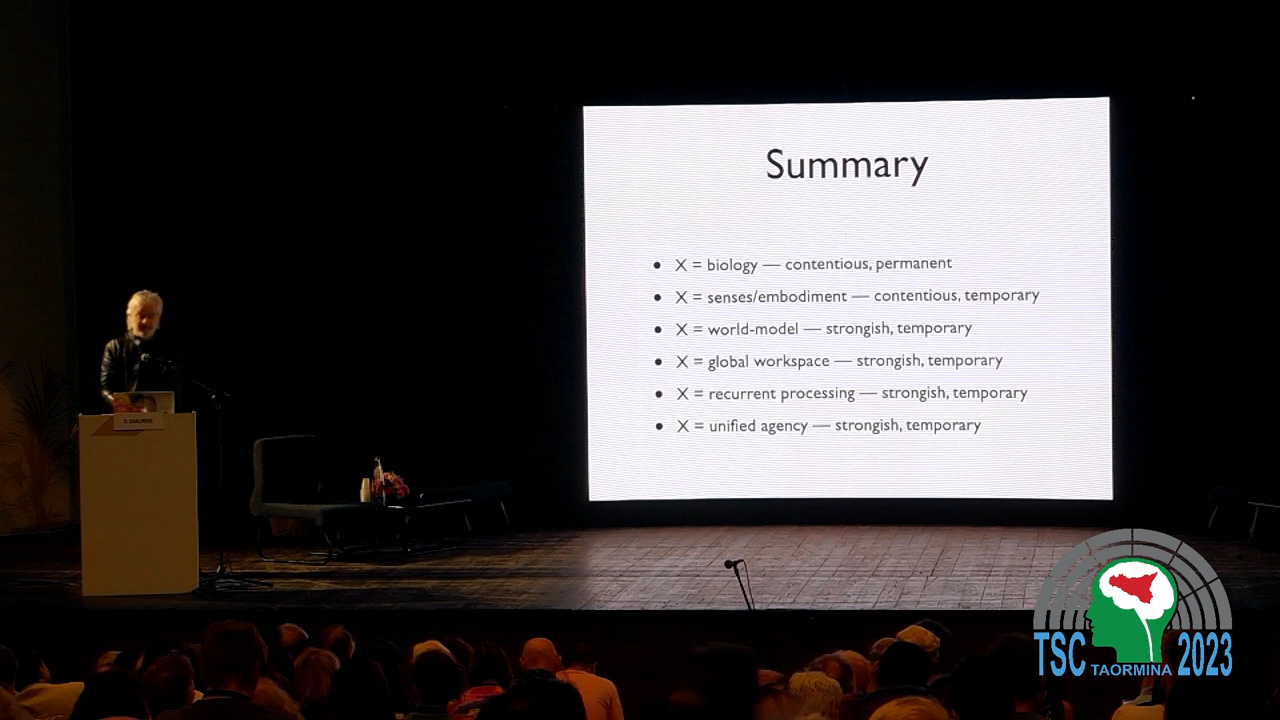 Summary
• X = biology — contentious, permanent
• X = senses/embodiment — contentious, temporary
• X = world-model — strongish, temporary
• X = global workspace — strongish, temporary
• X = recurrent processing — strongish, temporary
• X = unified agency — strongish, temporary
D. CHALMERS
TSC TAORMINA 2023